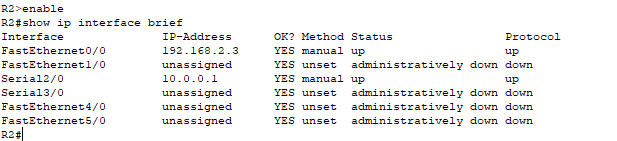 R2>enable
R2#show ip interface brief
Interface              IP-Address      OK? Method Status                Protocol
FastEthernet0/0        192.168.2.3     YES manual up                    up
FastEthernet1/0        unassigned      YES unset  administratively down down
Serial2/0              10.0.0.1        YES manual up                    up
Serial3/0              unassigned      YES unset  administratively down down
FastEthernet4/0        unassigned      YES unset  administratively down down
FastEthernet5/0        unassigned      YES unset  administratively down down
R2#